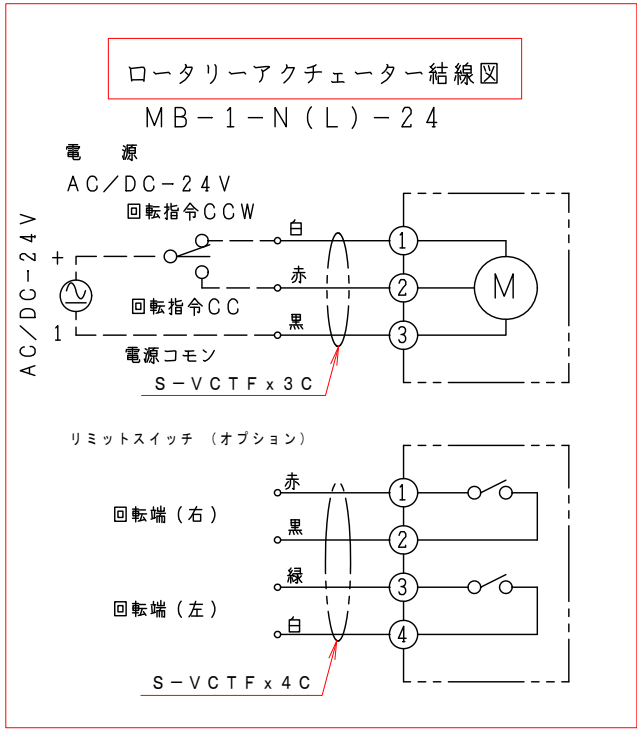 ロータリーアクチェーター結線図
MB-1-N(L)-24
電 源
AC/DC-24V
回転指令CCW
白
1
AC/DC-24V
+
赤
2
M
回転指令CC
黒
1
3
電源コモン
S-VCTFx3C
リミットスイッチ (オプション)
赤
1
回転端(右)
黒
2
緑
3
回転端(左)
白
4
S-VCTFx4C